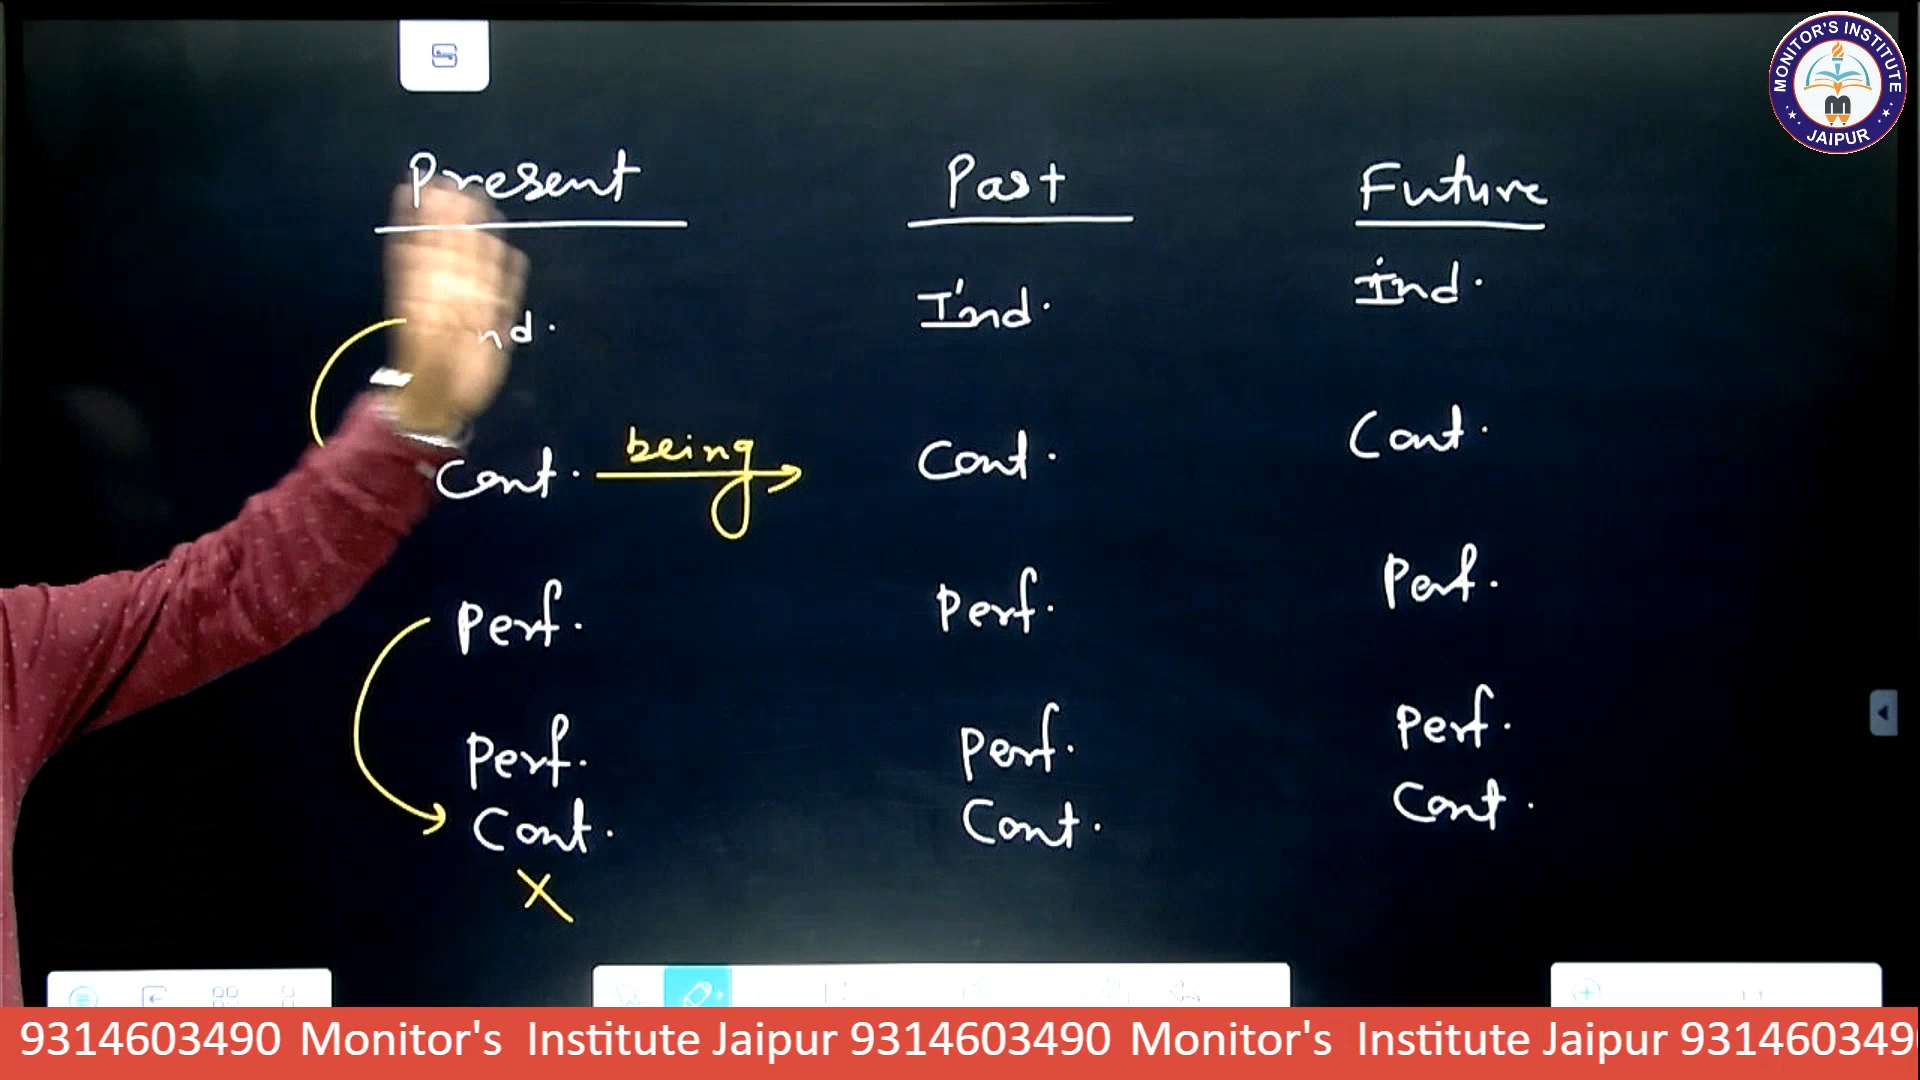 MONITOR'S INSTITUTE
JAIPUR
Present Past Future
Ind. Ind.
Cont. being Cont. Cont.
Perf. Perf. Perf.
Perf. Perf. Perf.
Cont. Cont. Cont.
X
9314603490 Monitor's Institute Jaipur 9314603490 Monitor's Institute Jaipur 931460349